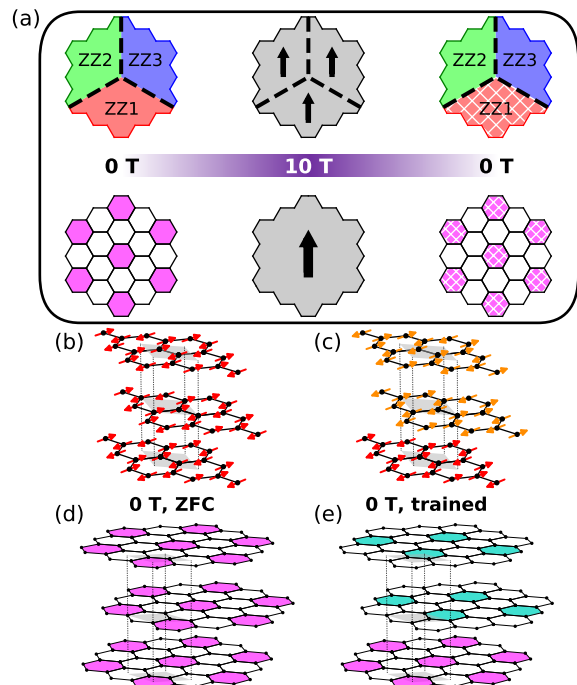 (a)
ZZ2 ZZ3
ZZ1
ZZ2 ZZ3
ZZ1
0 T 10 T 0 T
(b) (c)
0 T, ZFC 0 T, trained
(d) (e)